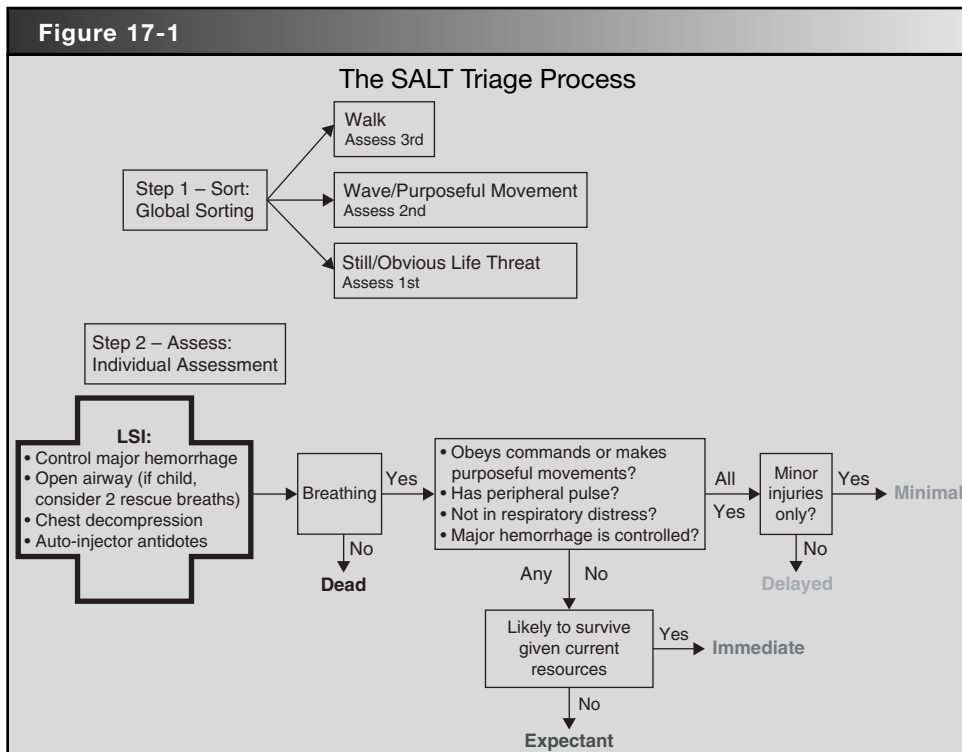 Figure 17-1
The SALT Triage Process
Walk
Assess 3rd
Step 1 – Sort:
Global Sorting
Wave/Purposeful Movement
Assess 2nd
Still/Obvious Life Threat
Assess 1st
Step 2 – Assess:
Individual Assessment
LSI:
• Control major hemorrhage
• Open airway (if child,
consider 2 rescue breaths)
• Chest decompression
• Auto-injector antidotes
Breathing
Yes
No
Dead
• Obeys commands or makes
purposeful movements?
• Has peripheral pulse?
• Not in respiratory distress?
• Major hemorrhage is controlled?
All
Yes
Minor
injuries
only?
Yes
Minimal
No
Delayed
Any No
Likely to survive
given current
resources
Yes
Immediate
No
Expectant